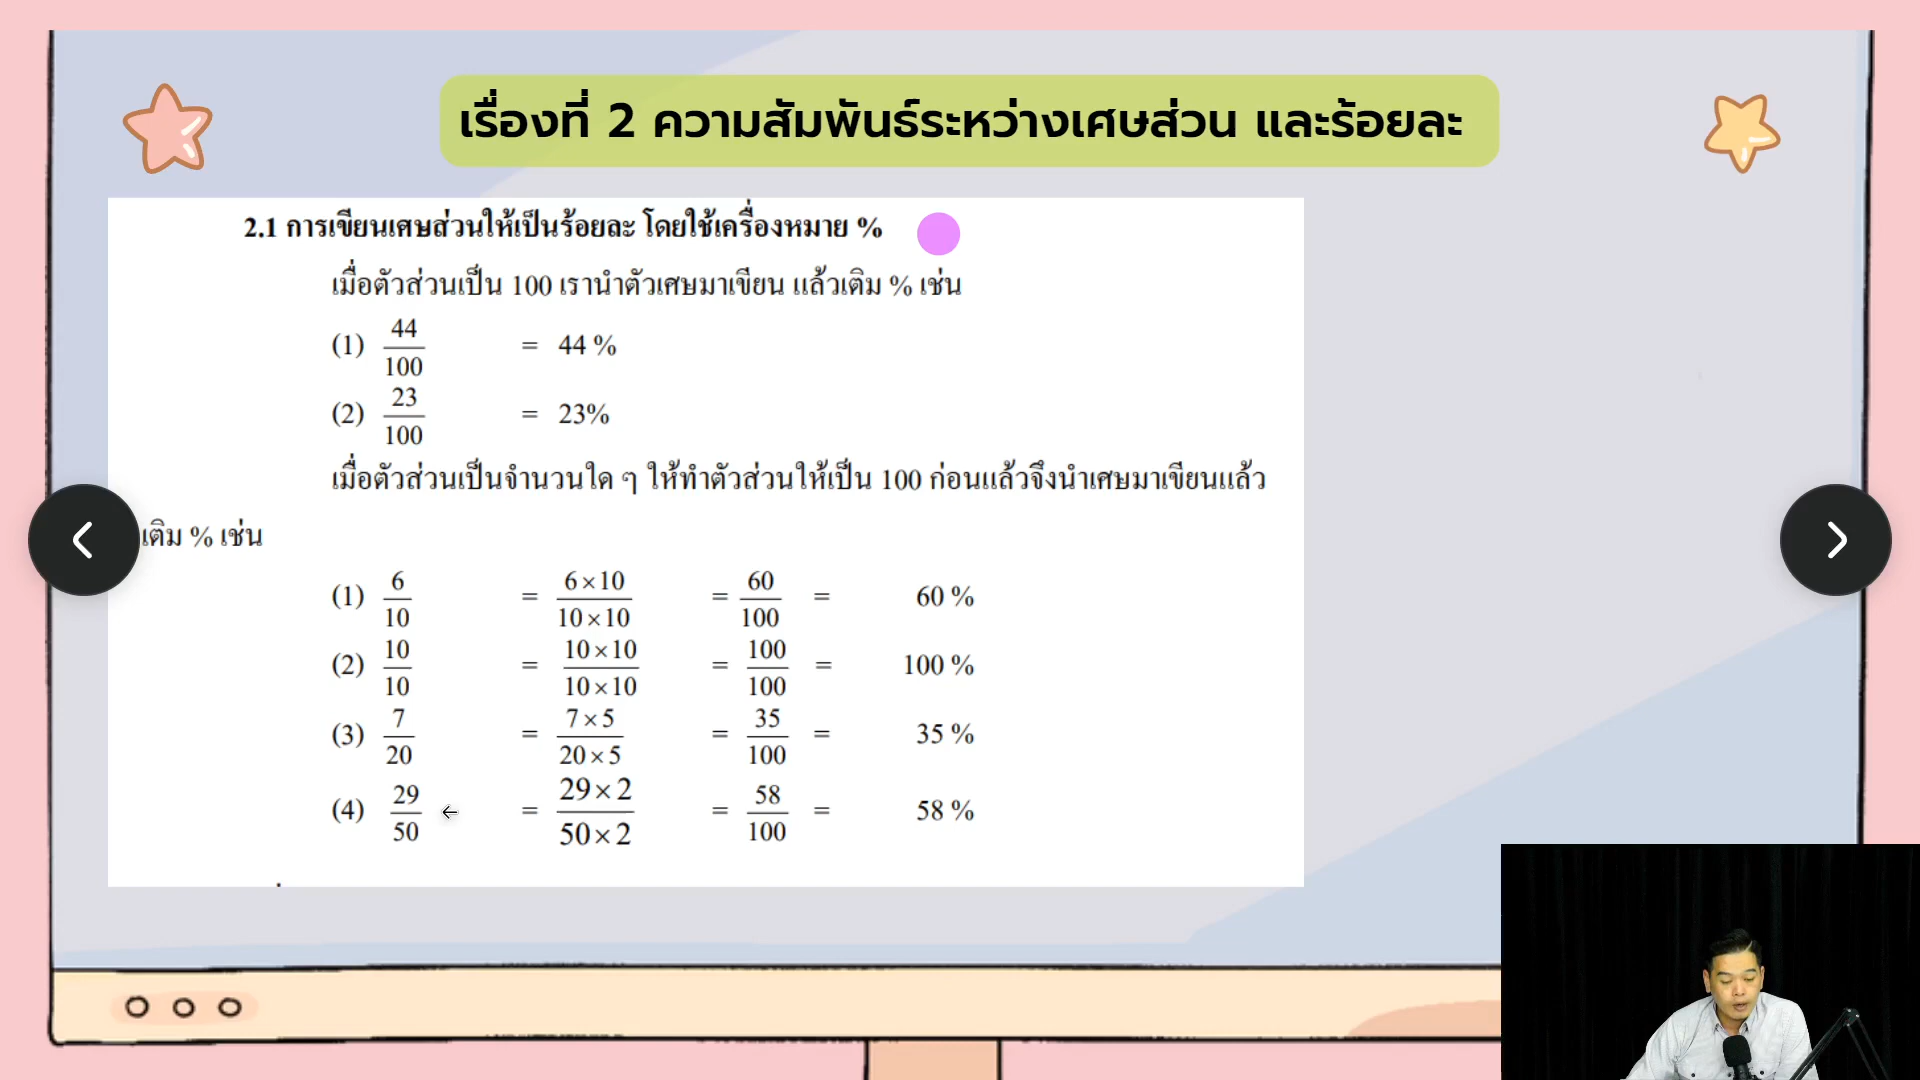 เรื่องที่ 2 ความสัมพันธ์ระหว่างเศษส่วน และร้อยละ
2.1 การเขียนเศษส่วนให้เป็นร้อยละ โดยใช้เครื่องหมาย %
เมื่อตัวส่วนเป็น 100 เรานำตัวเศษมาเขียน แล้วเติม % เช่น
(1) 44/100 = 44 %
(2) 23/100 = 23%
เมื่อตัวส่วนเป็นจำนวนใด ๆ ให้ทำตัวส่วนให้เป็น 100 ก่อนแล้วจึงนำเศษมาเขียนแล้ว
เติม % เช่น
(1) 6/10 = 6×10/10×10 = 60/100 = 60 %
(2) 10/10 = 10×10/10×10 = 100/100 = 100 %
(3) 7/20 = 7×5/20×5 = 35/100 = 35 %
(4) 29/50 = 29×2/50×2 = 58/100 = 58 %